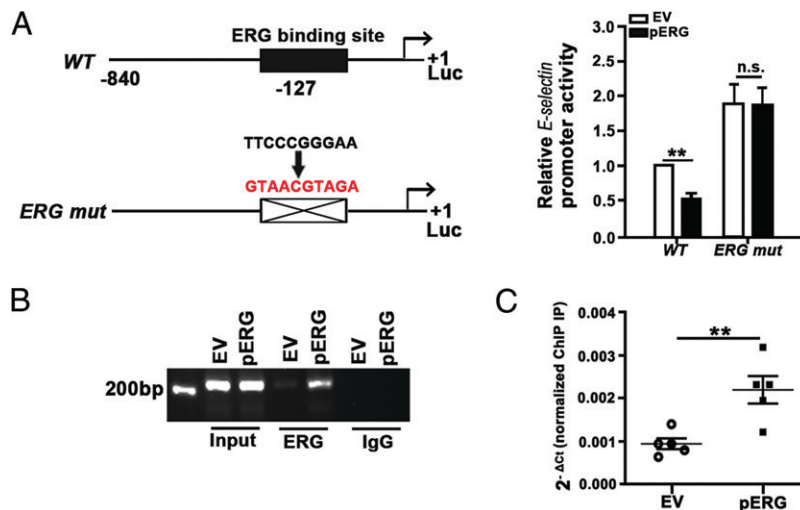 A
ERG binding site
WT
-840
-127
+1
Luc
TTCCCGGGAA
GTAACGTAGA
ERG mut
+1
Luc
EV
pERG
Relative E-selectin
promoter activity
3.0
2.5
2.0
1.5
1.0
0.5
0.0
**
n.s.
WT
ERG mut
B
EV
pERG
EV
pERG
EV
pERG
200bp
Input
ERG
IgG
C
2^-ΔCt (normalized ChIP IP)
0.004
0.003
0.002
0.001
0.000
**
EV
pERG